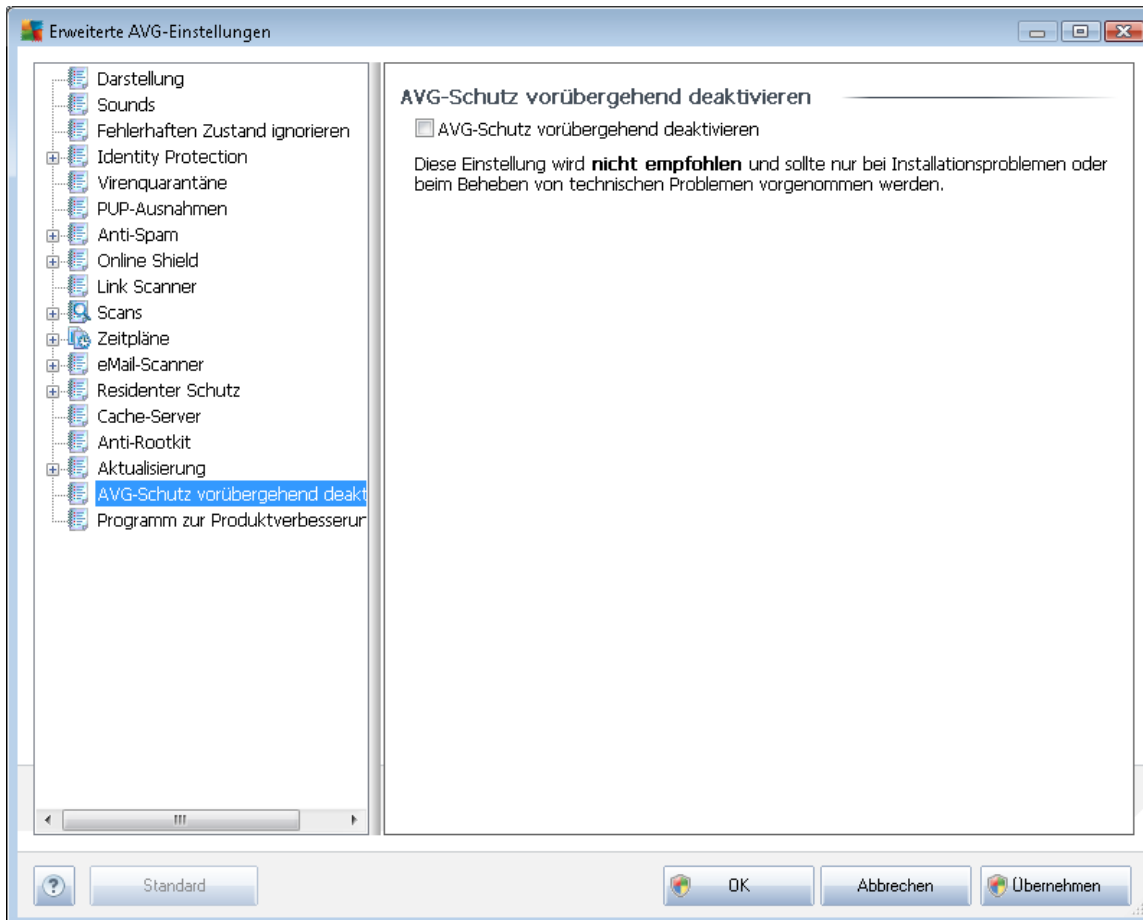 Erweiterte AVG-Einstellungen
Darstellung
Sounds
Fehlerhaften Zustand ignorieren
Identity Protection
Virenquarantäne
PUP-Ausnahmen
Anti-Spam
Online Shield
Link Scanner
Scans
Zeitpläne
eMail-Scanner
Residenter Schutz
Cache-Server
Anti-Rootkit
Aktualisierung
AVG-Schutz vorübergehend deakt
Programm zur Produktverbesserun
AVG-Schutz vorübergehend deaktivieren
AVG-Schutz vorübergehend deaktivieren
Diese Einstellung wird nicht empfohlen und sollte nur bei Installationsproblemen oder
beim Beheben von technischen Problemen vorgenommen werden.
?
Standard
OK
Abbrechen
Übernehmen